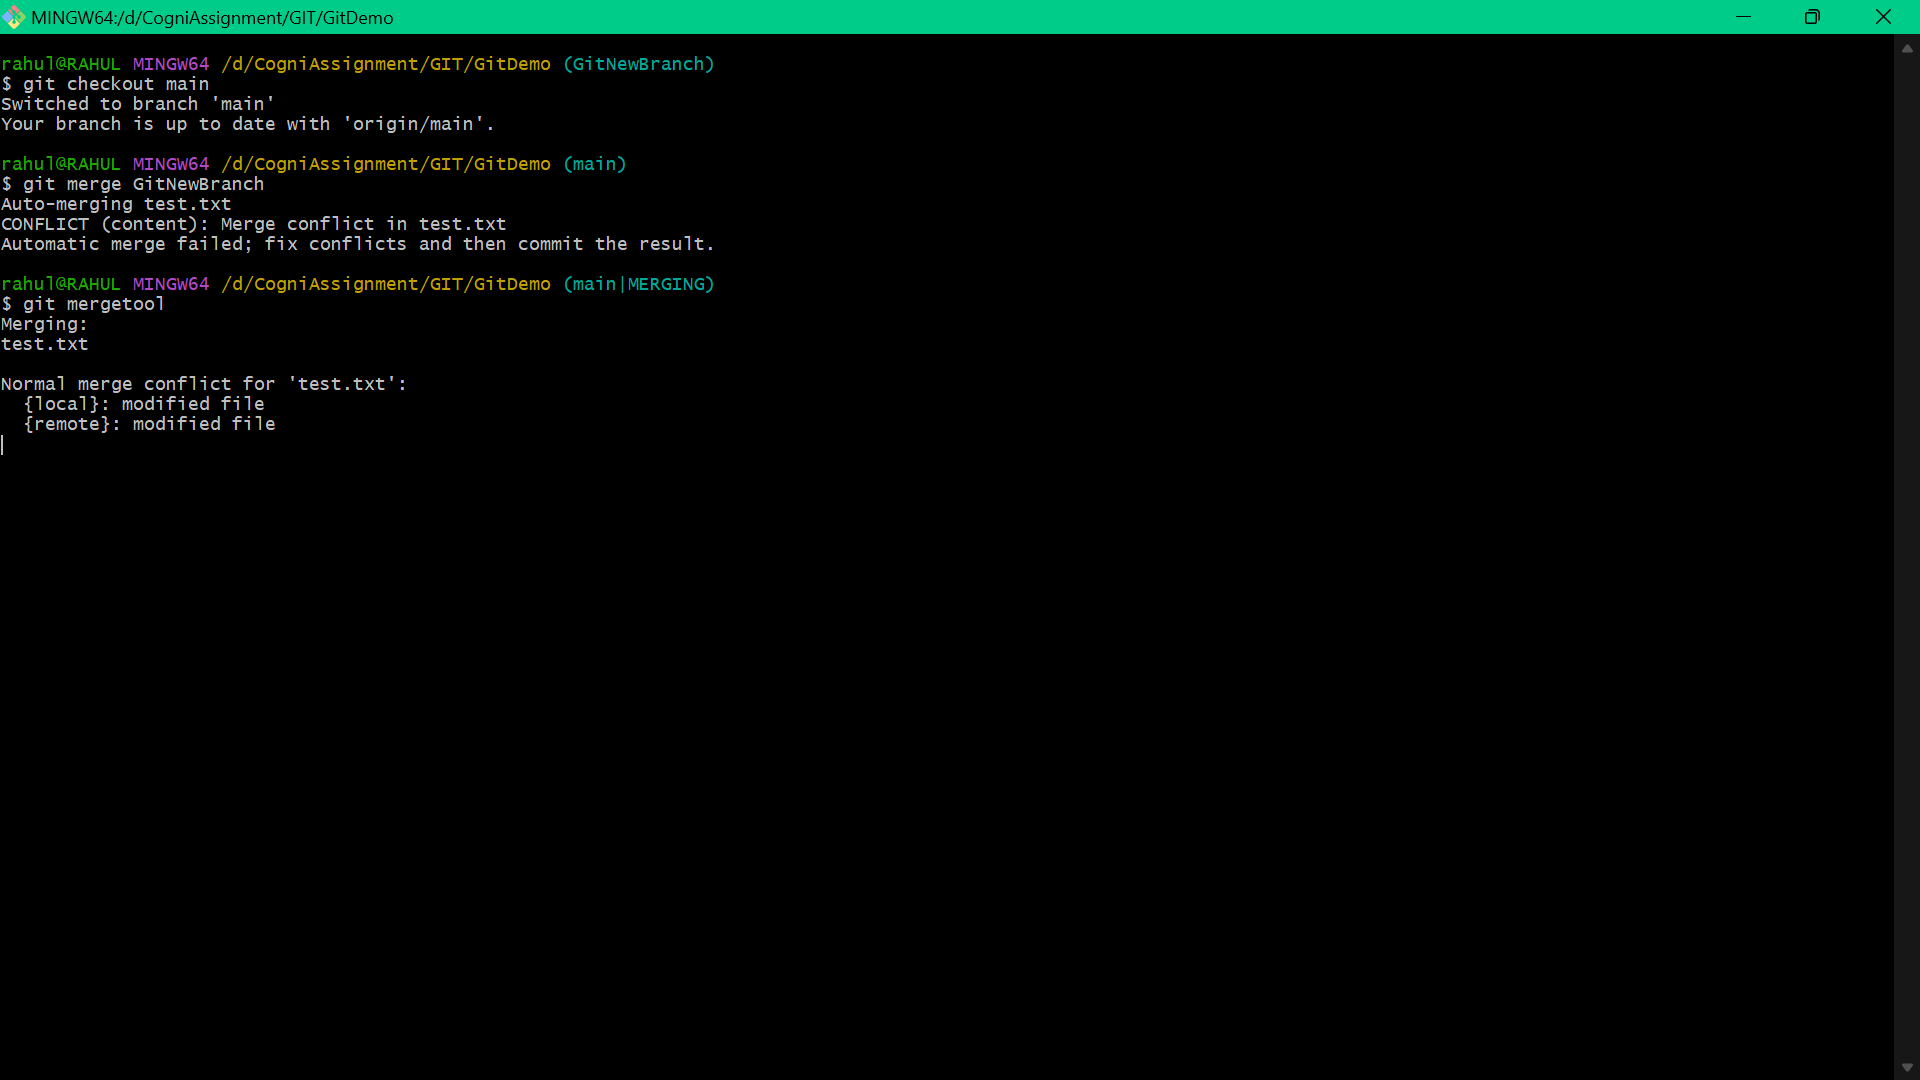 MINGW64:/d/CogniAssignment/GIT/GitDemo
rahul@RAHUL MINGW64 /d/CogniAssignment/GIT/GitDemo (GitNewBranch)
$ git checkout main
Switched to branch 'main'
Your branch is up to date with 'origin/main'.
rahul@RAHUL MINGW64 /d/CogniAssignment/GIT/GitDemo (main)
$ git merge GitNewBranch
Auto-merging test.txt
CONFLICT (content): Merge conflict in test.txt
Automatic merge failed; fix conflicts and then commit the result.
rahul@RAHUL MINGW64 /d/CogniAssignment/GIT/GitDemo (main|MERGING)
$ git mergetool
Merging:
test.txt
Normal merge conflict for 'test.txt':
  {local}: modified file
  {remote}: modified file